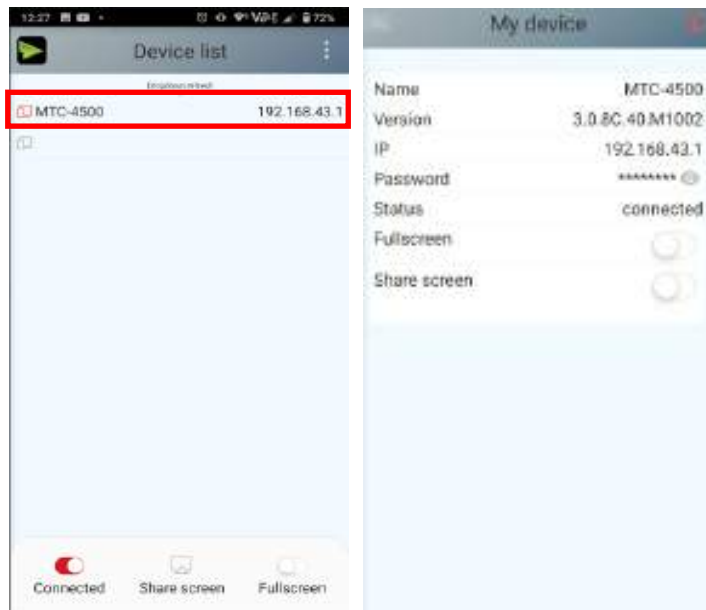 12:27
72%
Device list
MTC-4500 192.168.43.1
Connected Share screen Fullscreen
My device
Name MTC-4500
Version 3.0.8C.40.M1002
IP 192.168.43.1
Password ********
Status connected
Fullscreen
Share screen